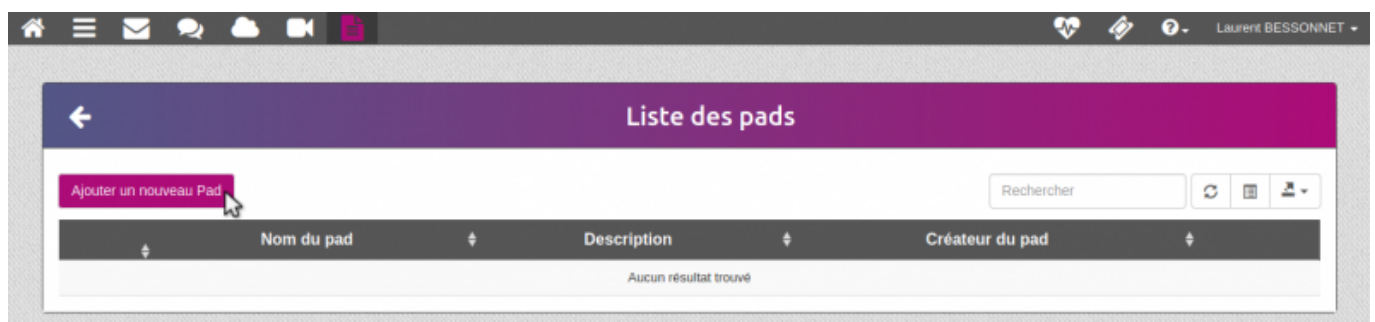 Laurent BESSONNET
Liste des pads
Ajouter un nouveau Pad
Rechercher
Nom du pad Description Créateur du pad
Aucun résultat trouvé